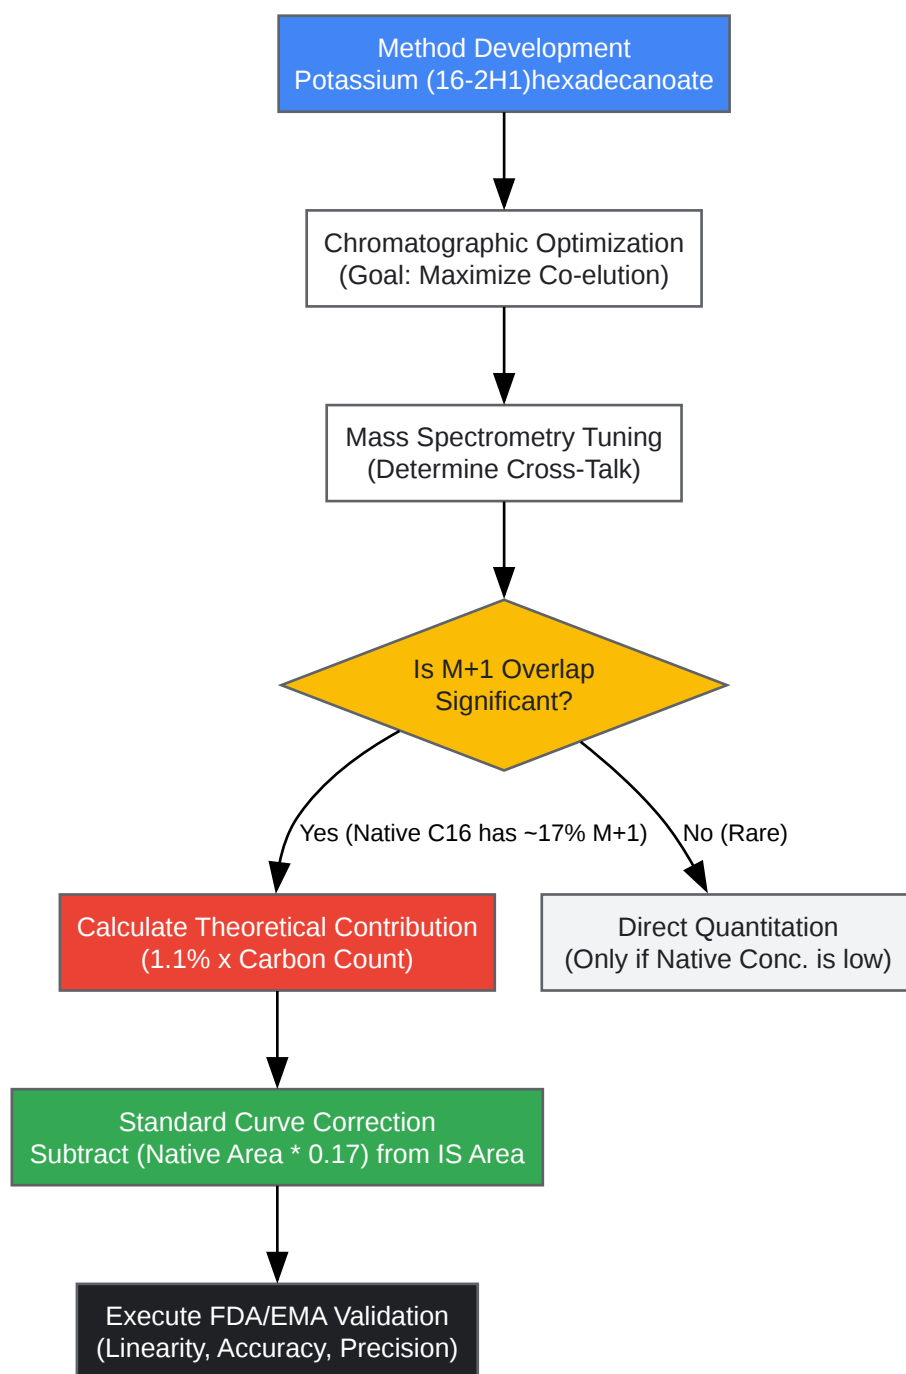 Method Development
Potassium (16-2H1)hexadecanoate
Chromatographic Optimization
(Goal: Maximize Co-elution)
Mass Spectrometry Tuning
(Determine Cross-Talk)
Is M+1 Overlap
Significant?
Yes (Native C16 has ~17% M+1)
No (Rare)
Calculate Theoretical Contribution
(1.1% x Carbon Count)
Direct Quantitation
(Only if Native Conc. is low)
Standard Curve Correction
Subtract (Native Area * 0.17) from IS Area
Execute FDA/EMA Validation
(Linearity, Accuracy, Precision)